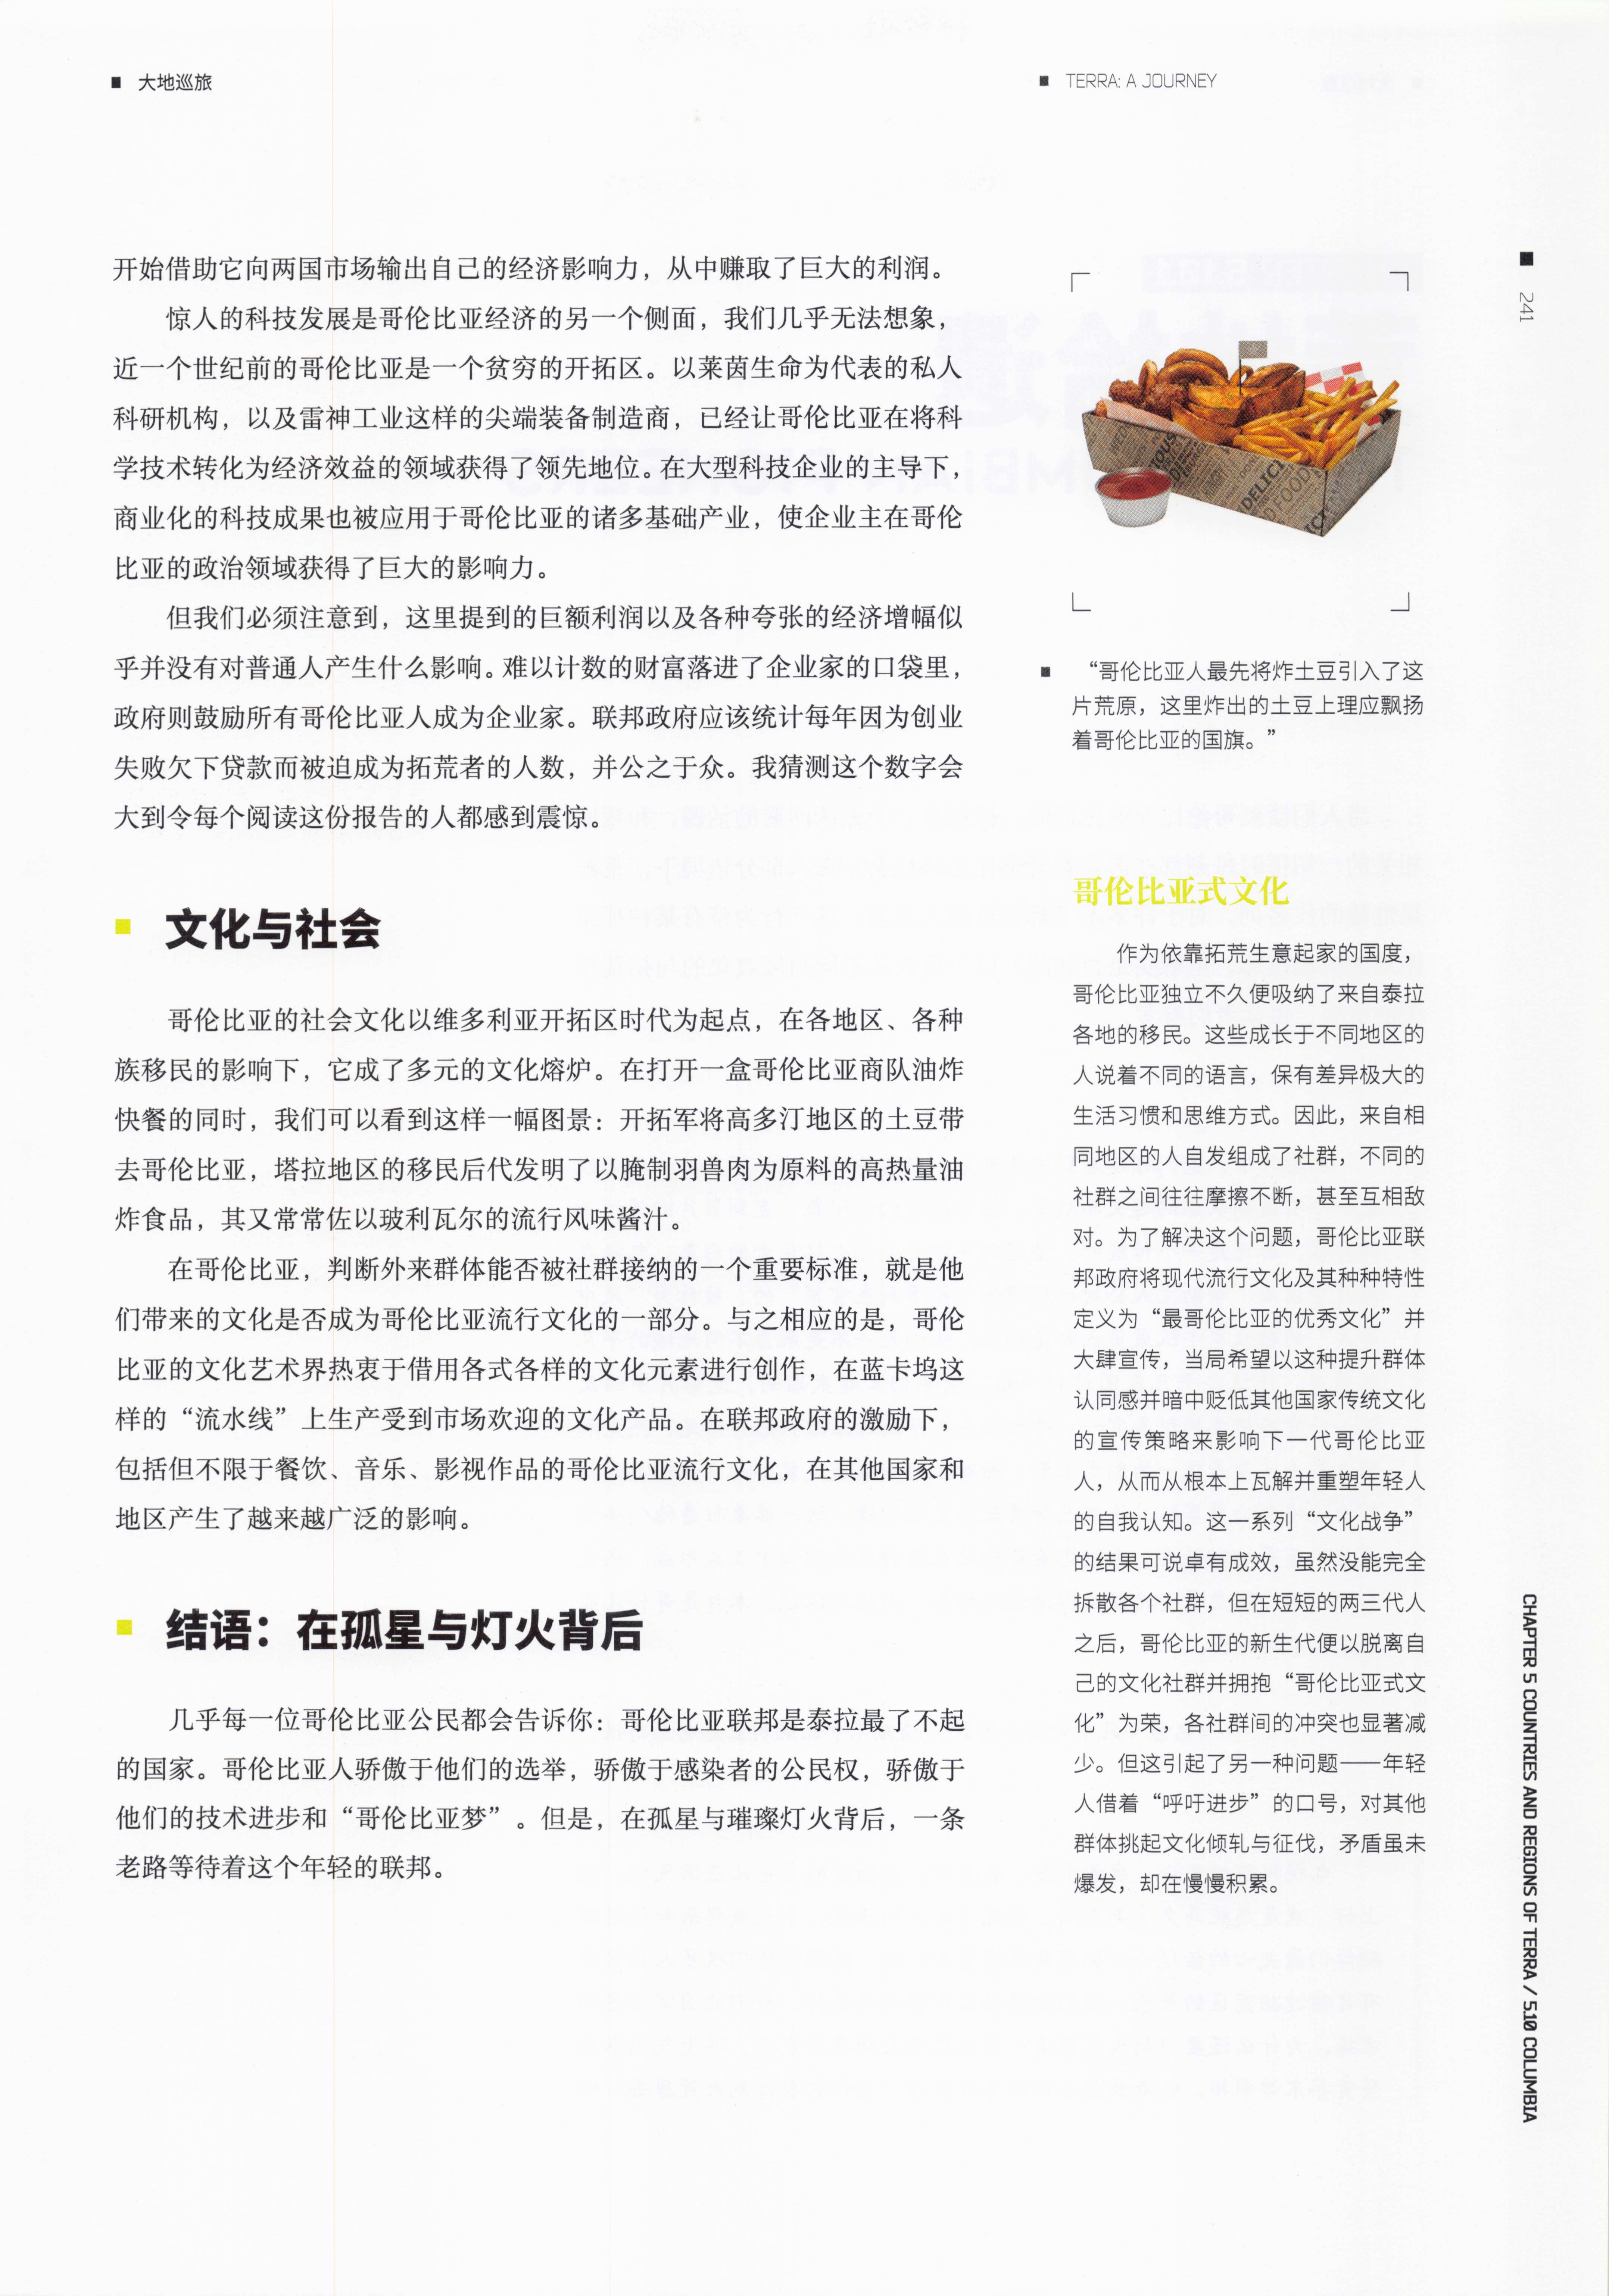 大地巡旅
TERRA: A JOURNEY
241
开始借助它向两国市场输出自己的经济影响力，从中赚取了巨大的利润。
惊人的科技发展是哥伦比亚经济的另一个侧面，我们几乎无法想象，
近一个世纪前的哥伦比亚是一个贫穷的开拓区。以莱茵生命为代表的私人
科研机构，以及雷神工业这样的尖端装备制造商，已经让哥伦比亚在将科
学技术转化为经济效益的领域获得了领先地位。在大型科技企业的主导下，
商业化的科技成果也被应用于哥伦比亚的诸多基础产业，使企业主在哥伦
比亚的政治领域获得了巨大的影响力。
但我们必须注意到，这里提到的巨额利润以及各种夸张的经济增幅似
乎并没有对普通人产生什么影响。难以计数的财富落进了企业家的口袋里，
政府则鼓励所有哥伦比亚人成为企业家。联邦政府应该统计每年因为创业
失败欠下贷款而被迫成为拓荒者的人数，并公之于众。我猜测这个数字会
大到令每个阅读这份报告的人都感到震惊。
文化与社会
哥伦比亚的社会文化以维多利亚开拓区时代为起点，在各地区、各种
族移民的影响下，它成了多元的文化熔炉。在打开一盒哥伦比亚商队油炸
快餐的同时，我们可以看到这样一幅图景：开拓军将高多汀地区的土豆带
去哥伦比亚，塔拉地区的移民后代发明了以腌制羽兽肉为原料的高热量油
炸食品，其又常常佐以玻利瓦尔的流行风味酱汁。
在哥伦比亚，判断外来群体能否被社群接纳的一个重要标准，就是他
们带来的文化是否成为哥伦比亚流行文化的一部分。与之相应的是，哥伦
比亚的文化艺术界热衷于借用各式各样的文化元素进行创作，在蓝卡坞这
样的“流水线”上生产受到市场欢迎的文化产品。在联邦政府的激励下，
包括但不限于餐饮、音乐、影视作品的哥伦比亚流行文化，在其他国家和
地区产生了越来越广泛的影响。
结语：在孤星与灯火背后
几乎每一位哥伦比亚公民都会告诉你：哥伦比亚联邦是泰拉最了不起
的国家。哥伦比亚人骄傲于他们的选举，骄傲于感染者的公民权，骄傲于
他们的技术进步和“哥伦比亚梦”。但是，在孤星与璀璨灯火背后，一条
老路等待着这个年轻的联邦。
DELICI
FOOD
“哥伦比亚人最先将炸土豆引入了这
片荒原，这里炸出的土豆上理应飘扬
着哥伦比亚的国旗。”
哥伦比亚式文化
作为依靠拓荒生意起家的国度，
哥伦比亚独立不久便吸纳了来自泰拉
各地的移民。这些成长于不同地区的
人说着不同的语言，保有差异极大的
生活习惯和思维方式。因此，来自相
同地区的人自发组成了社群，不同的
社群之间往往摩擦不断，甚至互相敌
对。为了解决这个问题，哥伦比亚联
邦政府将现代流行文化及其种种特性
定义为“最哥伦比亚的优秀文化”并
大肆宣传，当局希望以这种提升群体
认同感并暗中贬低其他国家传统文化
的宣传策略来影响下一代哥伦比亚
人，从而从根本上瓦解并重塑年轻人
的自我认知。这一系列“文化战争”
的结果可说卓有成效，虽然没能完全
拆散各个社群，但在短短的两三代人
之后，哥伦比亚的新生代便以脱离自
己的文化社群并拥抱“哥伦比亚式文
化”为荣，各社群间的冲突也显著减
少。但这引起了另一种问题——年轻
人借着“呼吁进步”的口号，对其他
群体挑起文化倾轧与征伐，矛盾虽未
爆发，却在慢慢积累。
CHAPTER 5 COUNTRIES AND REGIONS OF TERRA / 5.10 COLUMBIA